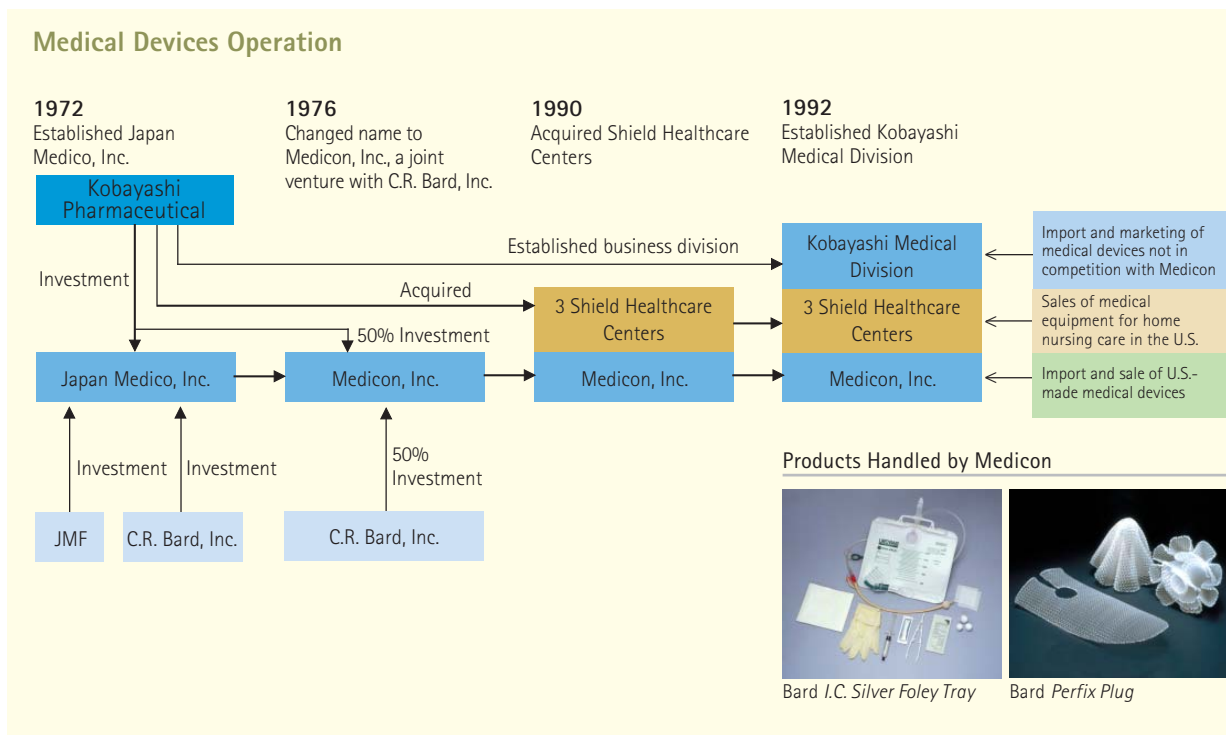 Medical Devices Operation
1972
Established Japan
Medico, Inc.
1976
Changed name to
Medicon, Inc., a joint
venture with C.R. Bard, Inc.
1990
Acquired Shield Healthcare
Centers
1992
Established Kobayashi
Medical Division
Kobayashi
Pharmaceutical
Investment
Established business division
Acquired
50% Investment
Kobayashi Medical
Division
Import and marketing of
medical devices not in
competition with Medicon
3 Shield Healthcare
Centers
3 Shield Healthcare
Centers
Sales of medical
equipment for home
nursing care in the U.S.
Japan Medico, Inc.
Medicon, Inc.
Medicon, Inc.
Medicon, Inc.
Import and sale of U.S.-
made medical devices
Investment
Investment
50%
Investment
JMF
C.R. Bard, Inc.
C.R. Bard, Inc.
Products Handled by Medicon
Bard I.C. Silver Foley Tray
Bard Perfix Plug